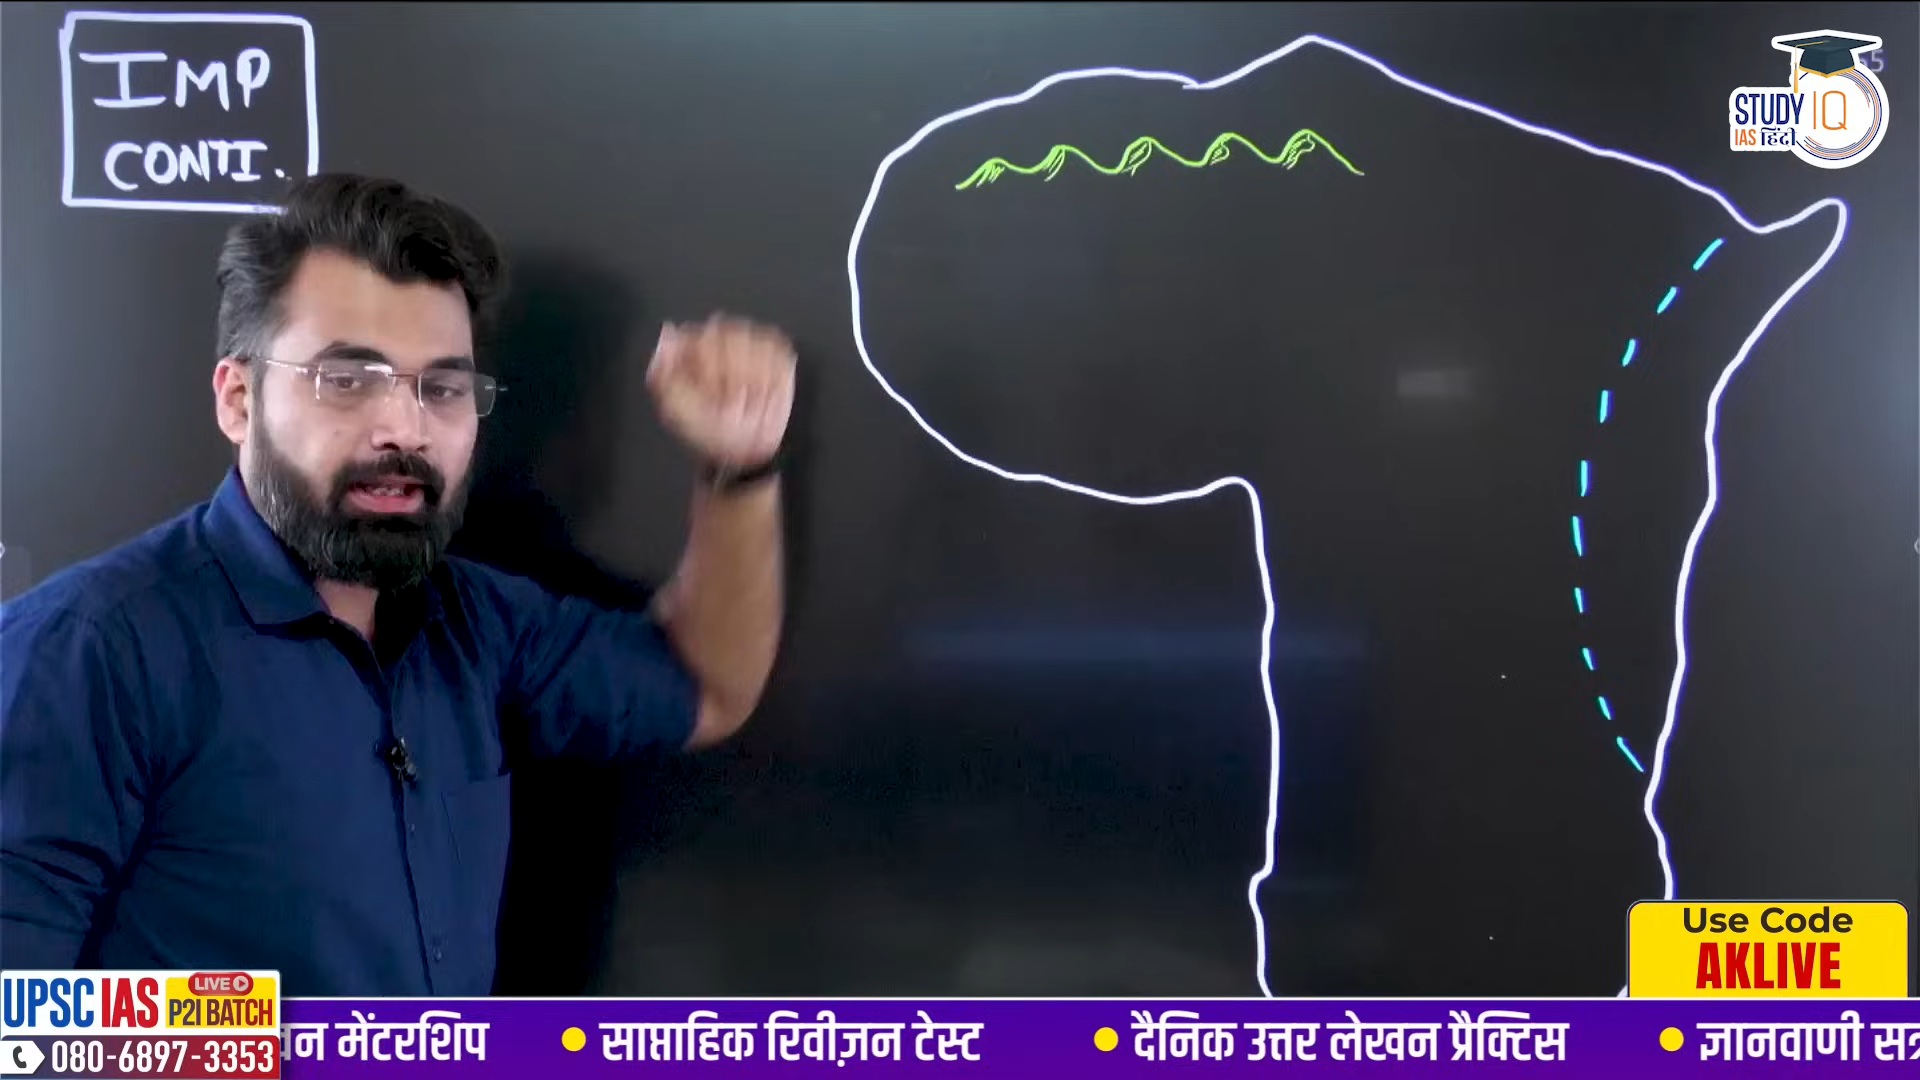 IMP
CONTI.
STUDY IQ
IAS हिंदी
Use Code
AKLIVE
UPSC IAS
LIVE
P2I BATCH
080-6897-3353
मेंटरशिप
• साप्ताहिक रिवीज़न टेस्ट
• दैनिक उत्तर लेखन प्रैक्टिस
• ज्ञानवाणी